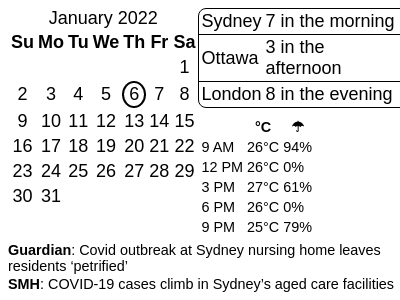 January 2022
Su Mo Tu We Th Fr Sa
1
2 3 4 5 6 7 8
9 10 11 12 13 14 15
16 17 18 19 20 21 22
23 24 25 26 27 28 29
30 31
Sydney 7 in the morning
Ottawa 3 in the
afternoon
London 8 in the evening
°C ☂
9 AM 26°C 94%
12 PM 26°C 0%
3 PM 27°C 61%
6 PM 26°C 0%
9 PM 25°C 79%
Guardian: Covid outbreak at Sydney nursing home leaves
residents ‘petrified’
SMH: COVID-19 cases climb in Sydney’s aged care facilities